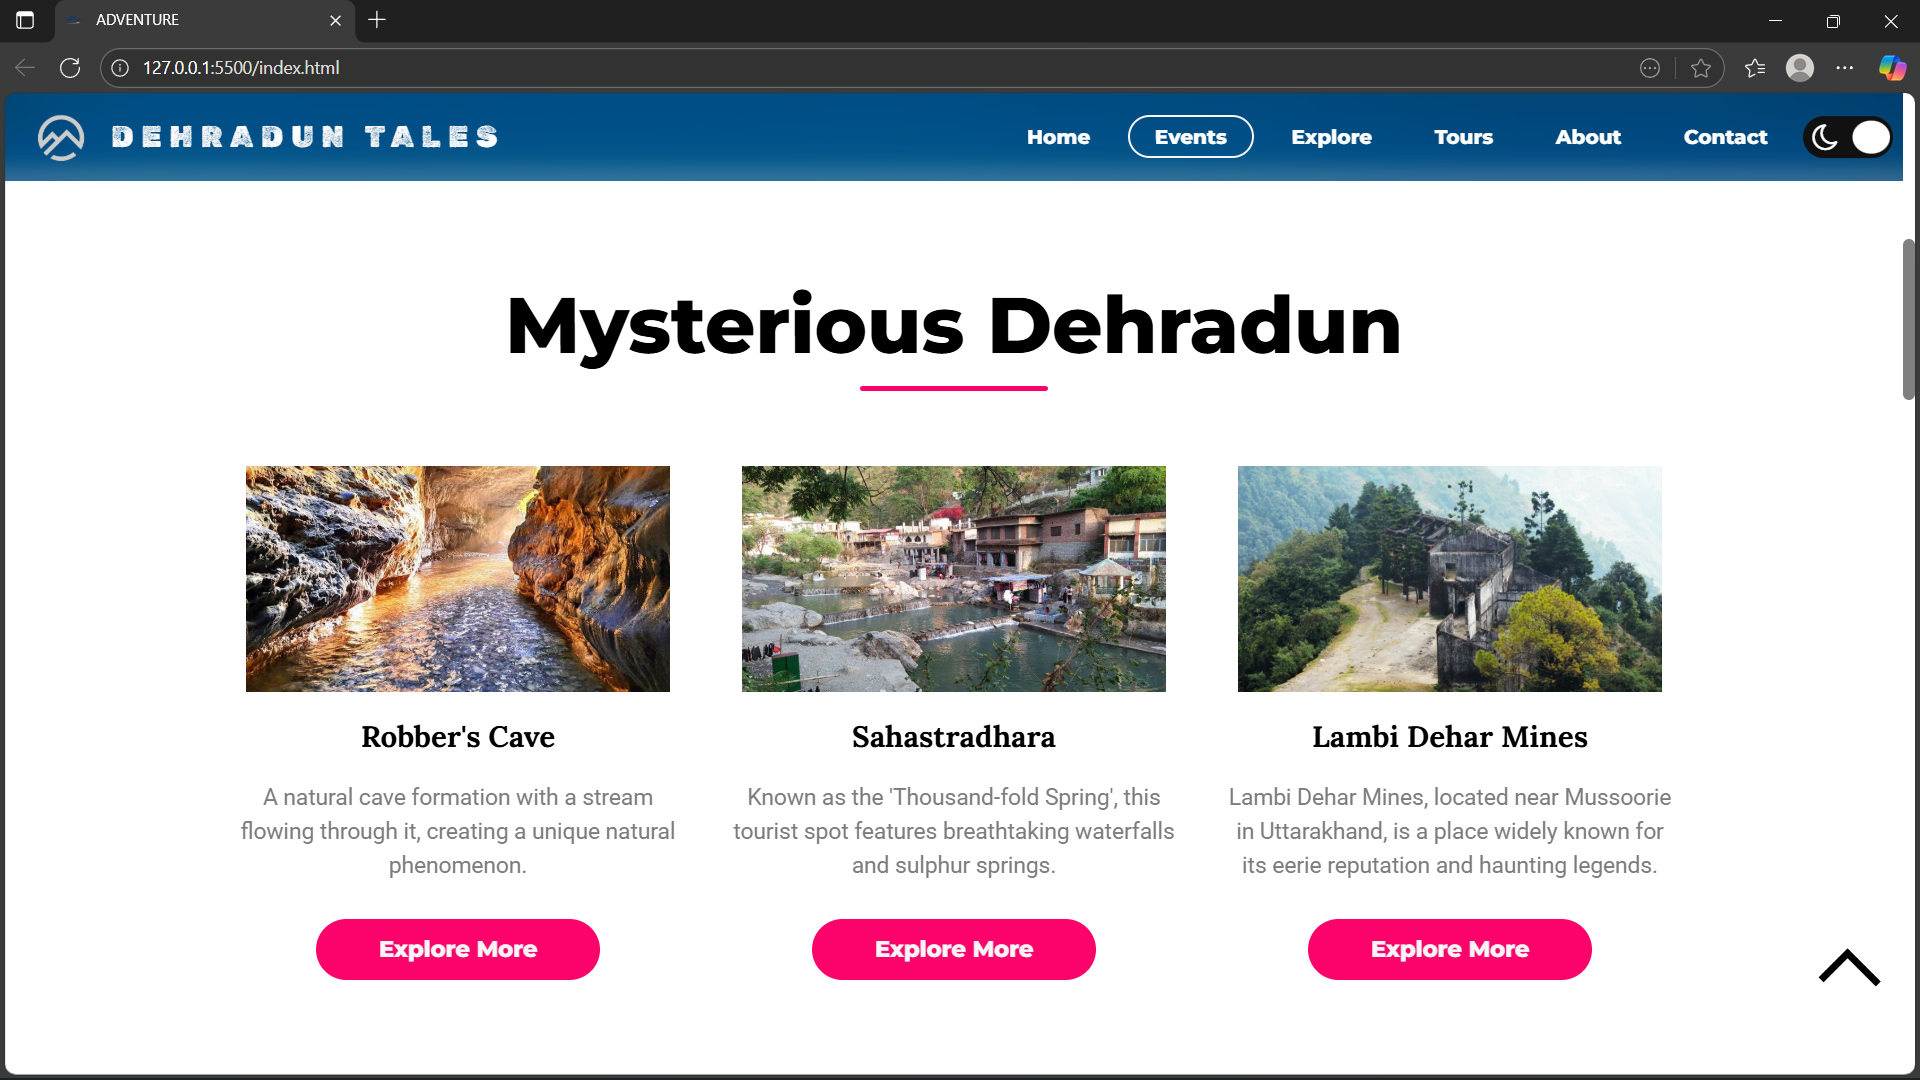 ADVENTURE
127.0.0.1:5500/index.html
DEHRADUN TALES
Home
Events
Explore
Tours
About
Contact
Mysterious Dehradun
Robber's Cave
A natural cave formation with a stream
flowing through it, creating a unique natural
phenomenon.
Explore More
Sahastradhara
Known as the 'Thousand-fold Spring', this
tourist spot features breathtaking waterfalls
and sulphur springs.
Explore More
Lambi Dehar Mines
Lambi Dehar Mines, located near Mussoorie
in Uttarakhand, is a place widely known for
its eerie reputation and haunting legends.
Explore More